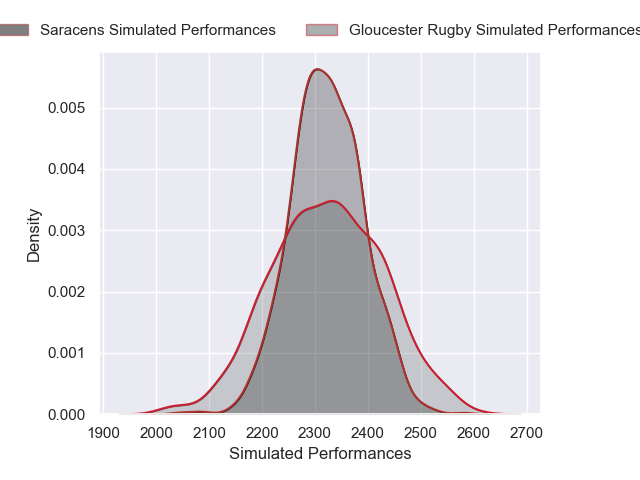 Saracens Simulated Performances
Gloucester Rugby Simulated Performances
Density
0.005
0.004
0.003
0.002
0.001
0.000
1900 2000 2100 2200 2300 2400 2500 2600 2700
Simulated Performances